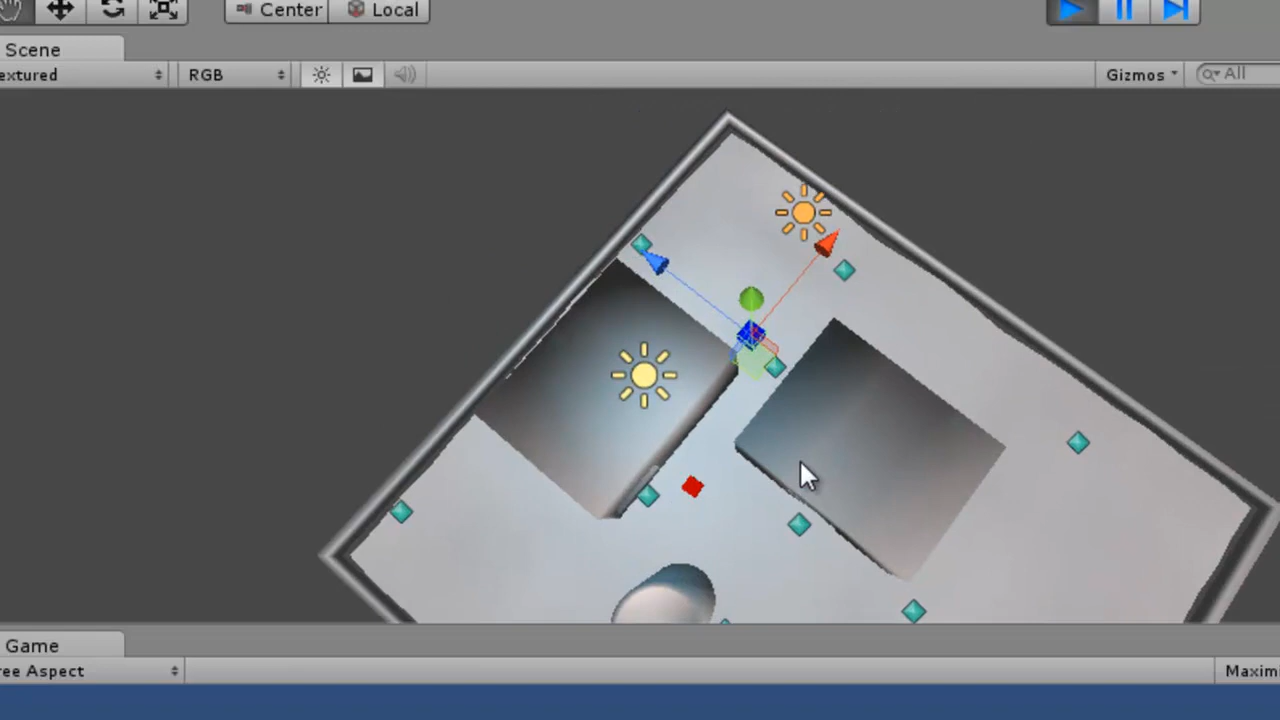 Center Local
Scene
extured RGB Gizmos All
Game
ree Aspect Maxim